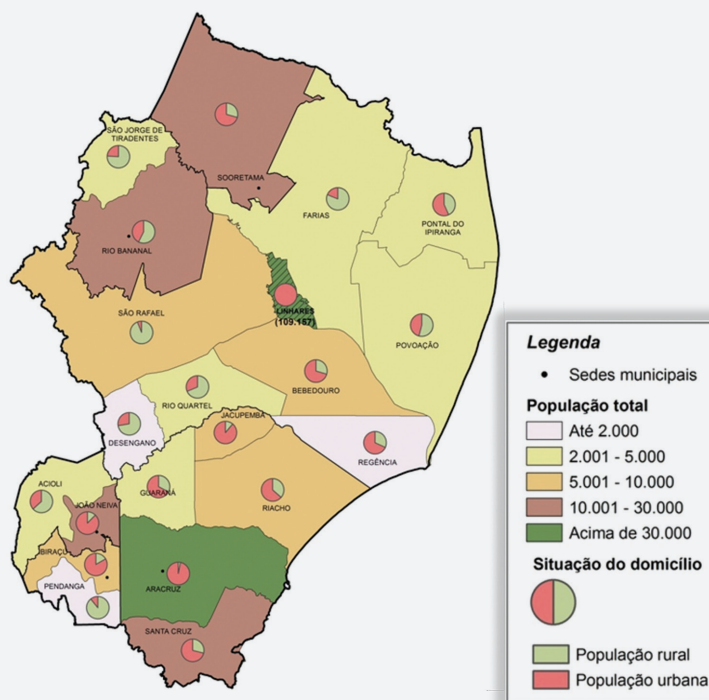 SÃO JORGE DE
TIRADENTES
SOORETAMA
FARIAS
PONTAL DO
IPIRANGA
RIO BANANAL
SÃO RAFAEL
LINHARES
(109.167)
POVOAÇÃO
BEBEDOURO
RIO QUARTEL
JACUPEMBA
DESENGANO
REGÊNCIA
ACIOLI
GUARANÁ
RIACHO
JOÃO NEIVA
IBIRAÇU
PENDANGA
ARACRUZ
SANTA CRUZ
Legenda
Sedes municipais
População total
Até 2.000
2.001 - 5.000
5.001 - 10.000
10.001 - 30.000
Acima de 30.000
Situação do domicílio
População rural
População urbana